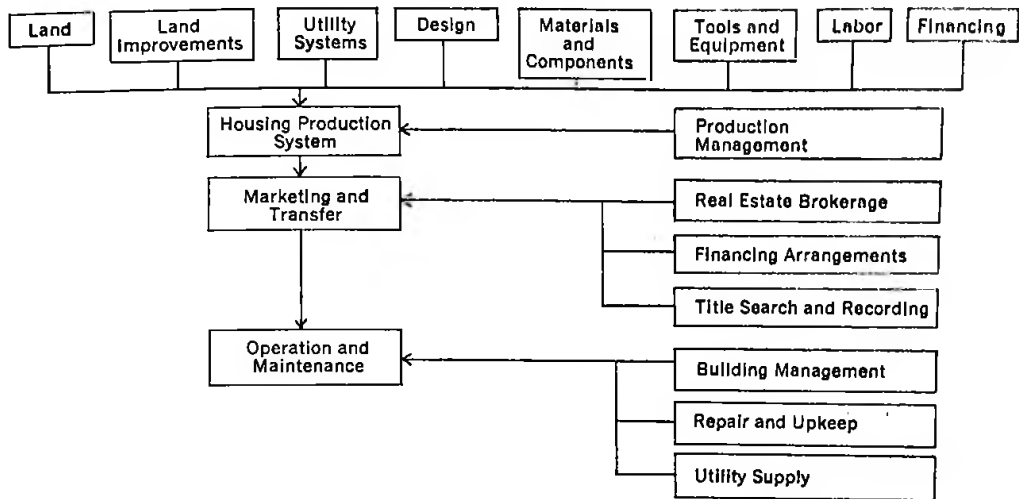 Land
Land
Improvements
Utility
Systems
Design
Materials
and
Components
Tools and
Equipment
Labor
Financing
Housing Production
System
Production
Management
Marketing and
Transfer
Real Estate Brokerage
Financing Arrangements
Title Search and Recording
Operation and
Maintenance
Building Management
Repair and Upkeep
Utility Supply